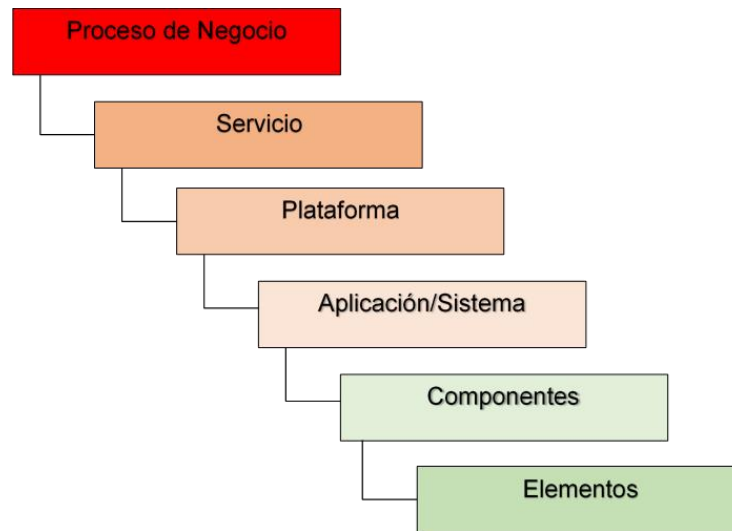 Proceso de Negocio
Servicio
Plataforma
Aplicación/Sistema
Componentes
Elementos